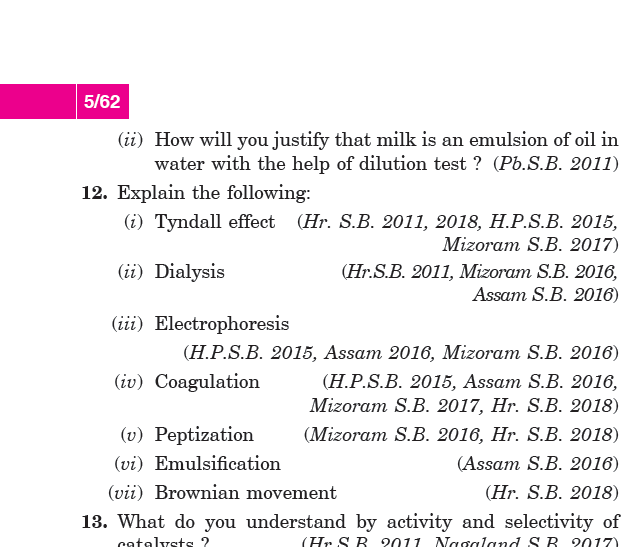 5/62
(ii) How will you justify that milk is an emulsion of oil in
water with the help of dilution test ? (Pb.S.B. 2011)
12. Explain the following:
(i) Tyndall effect (Hr. S.B. 2011, 2018, H.P.S.B. 2015,
Mizoram S.B. 2017)
(ii) Dialysis (Hr.S.B. 2011, Mizoram S.B. 2016,
Assam S.B. 2016)
(iii) Electrophoresis
(H.P.S.B. 2015, Assam 2016, Mizoram S.B. 2016)
(iv) Coagulation (H.P.S.B. 2015, Assam S.B. 2016,
Mizoram S.B. 2017, Hr. S.B. 2018)
(v) Peptization (Mizoram S.B. 2016, Hr. S.B. 2018)
(vi) Emulsification (Assam S.B. 2016)
(vii) Brownian movement (Hr. S.B. 2018)
13. What do you understand by activity and selectivity of
catalysts ? (Hr.S.B. 2011, Nagaland S.B. 2017)